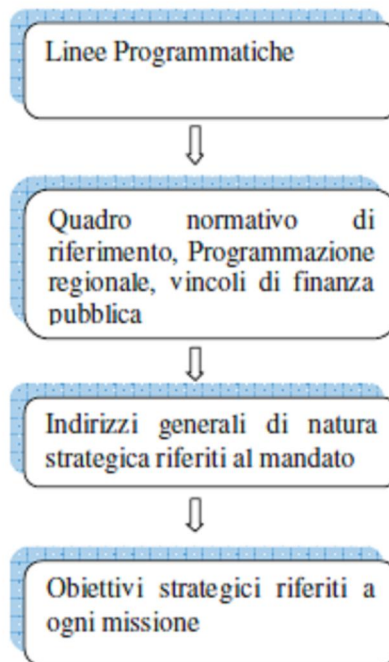 Linee Programmatiche
Quadro normativo di
riferimento, Programmazione
regionale, vincoli di finanza
pubblica
Indirizzi generali di natura
strategica riferiti al mandato
Obiettivi strategici riferiti a
ogni missione